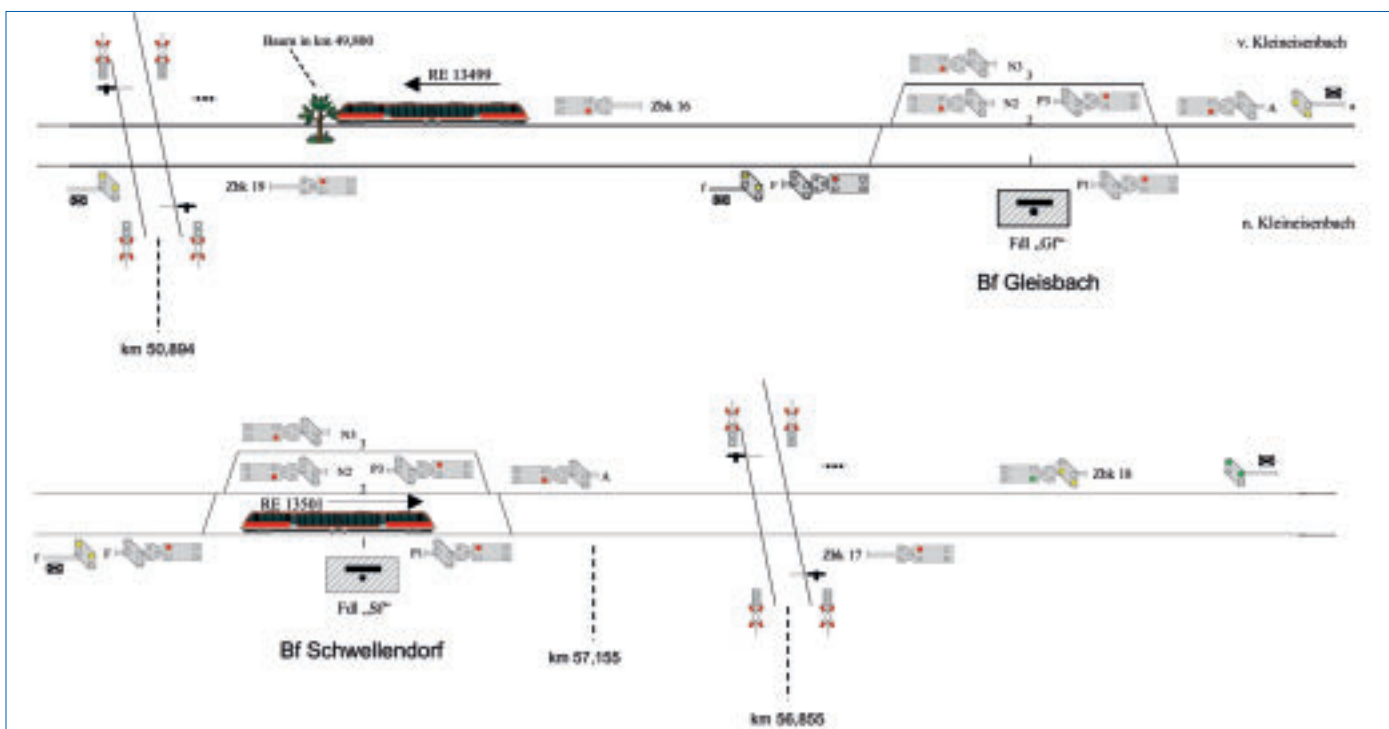 Baum in km 49,800
v. Kleineisenbach
RE 13499
N3
3
Zbk 16
N2
P3
A
a
2
Zbk 19
f
f
F
P1
1
n. Kleineisenbach
Fdl „Gf“
Bf Gleisbach
km 50,894
N3
3
N2
P3
A
Zbk 18
2
RE 13501
f
F
P1
Zbk 17
Fdl „Sf“
Bf Schwellendorf
km 57,155
km 56,855